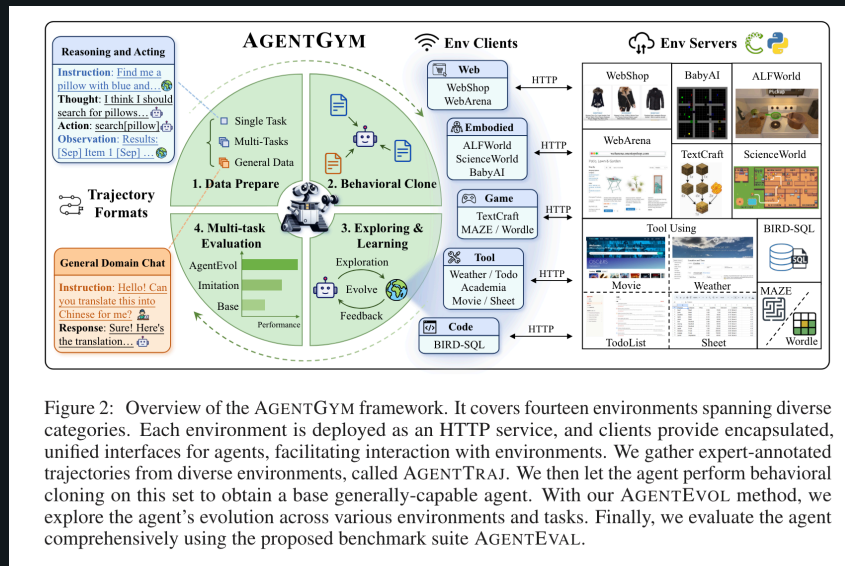 AGENTGYM
Reasoning and Acting
Instruction: Find me a
pillow with blue and…
Thought: I think I should
search for pillows…
Action: search[pillow]
Observation: Results:
[Sep] Item 1 [Sep] …
Trajectory
Formats
General Domain Chat
Instruction: Hello! Can
you translate this into
Chinese for me?
Response: Sure! Here's
the translation…
Single Task
Multi-Tasks
General Data
1. Data Prepare
2. Behavioral Clone
4. Multi-task
Evaluation
AgentEvol
Imitation
Base
Performance
3. Exploring &
Learning
Exploration
Evolve
Feedback
Env Clients
Web
WebShop
WebArena
Embodied
ALFWorld
ScienceWorld
BabyAI
Game
TextCraft
MAZE / Wordle
Tool
Weather / Todo
Academia
Movie / Sheet
Code
BIRD-SQL
HTTP
HTTP
HTTP
HTTP
HTTP
Env Servers
WebShop
BabyAI
ALFWorld
Pickup
WebArena
TextCraft
ScienceWorld
Tool Using
BIRD-SQL
SQL
Movie
Weather
MAZE
TodoList
Sheet
Wordle
Figure 2: Overview of the AGENTGYM framework. It covers fourteen environments spanning diverse
categories. Each environment is deployed as an HTTP service, and clients provide encapsulated,
unified interfaces for agents, facilitating interaction with environments. We gather expert-annotated
trajectories from diverse environments, called AGENTTRAJ. We then let the agent perform behavioral
cloning on this set to obtain a base generally-capable agent. With our AGENTEVOL method, we
explore the agent's evolution across various environments and tasks. Finally, we evaluate the agent
comprehensively using the proposed benchmark suite AGENTEVAL.